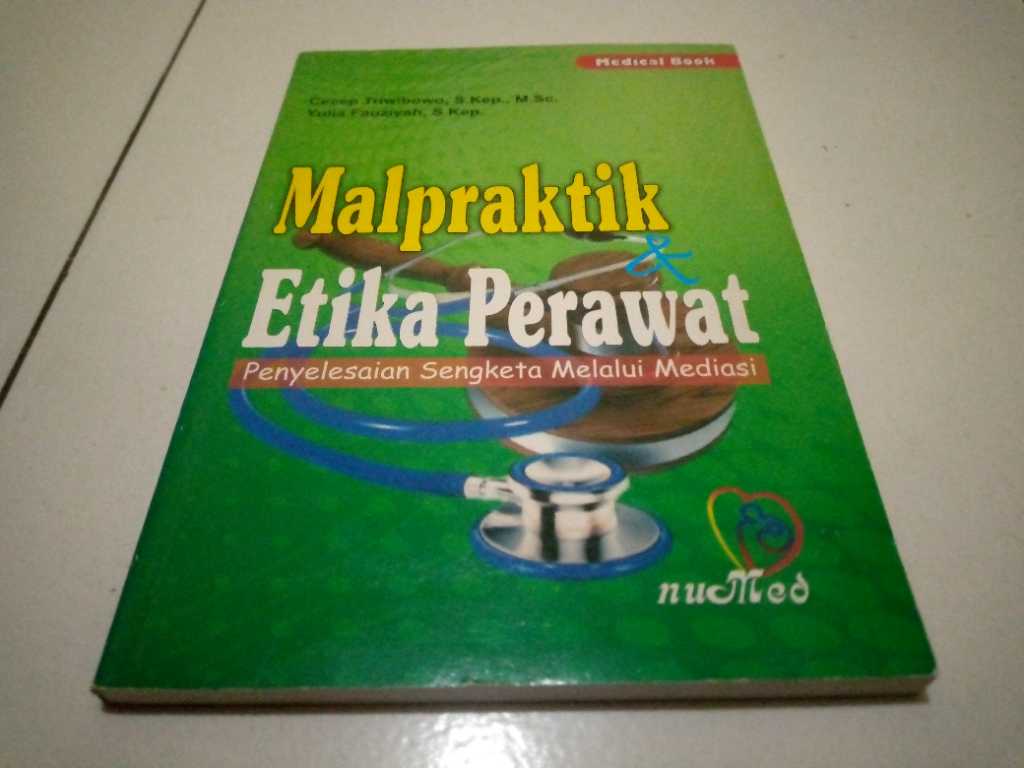 Medical Book
Cecep Triwibowo, S.Kep., M.Sc.
Yulia Fauziyah, S.Kep.
Malpraktik
&
Etika Perawat
Penyelesaian Sengketa Melalui Mediasi
nuMed